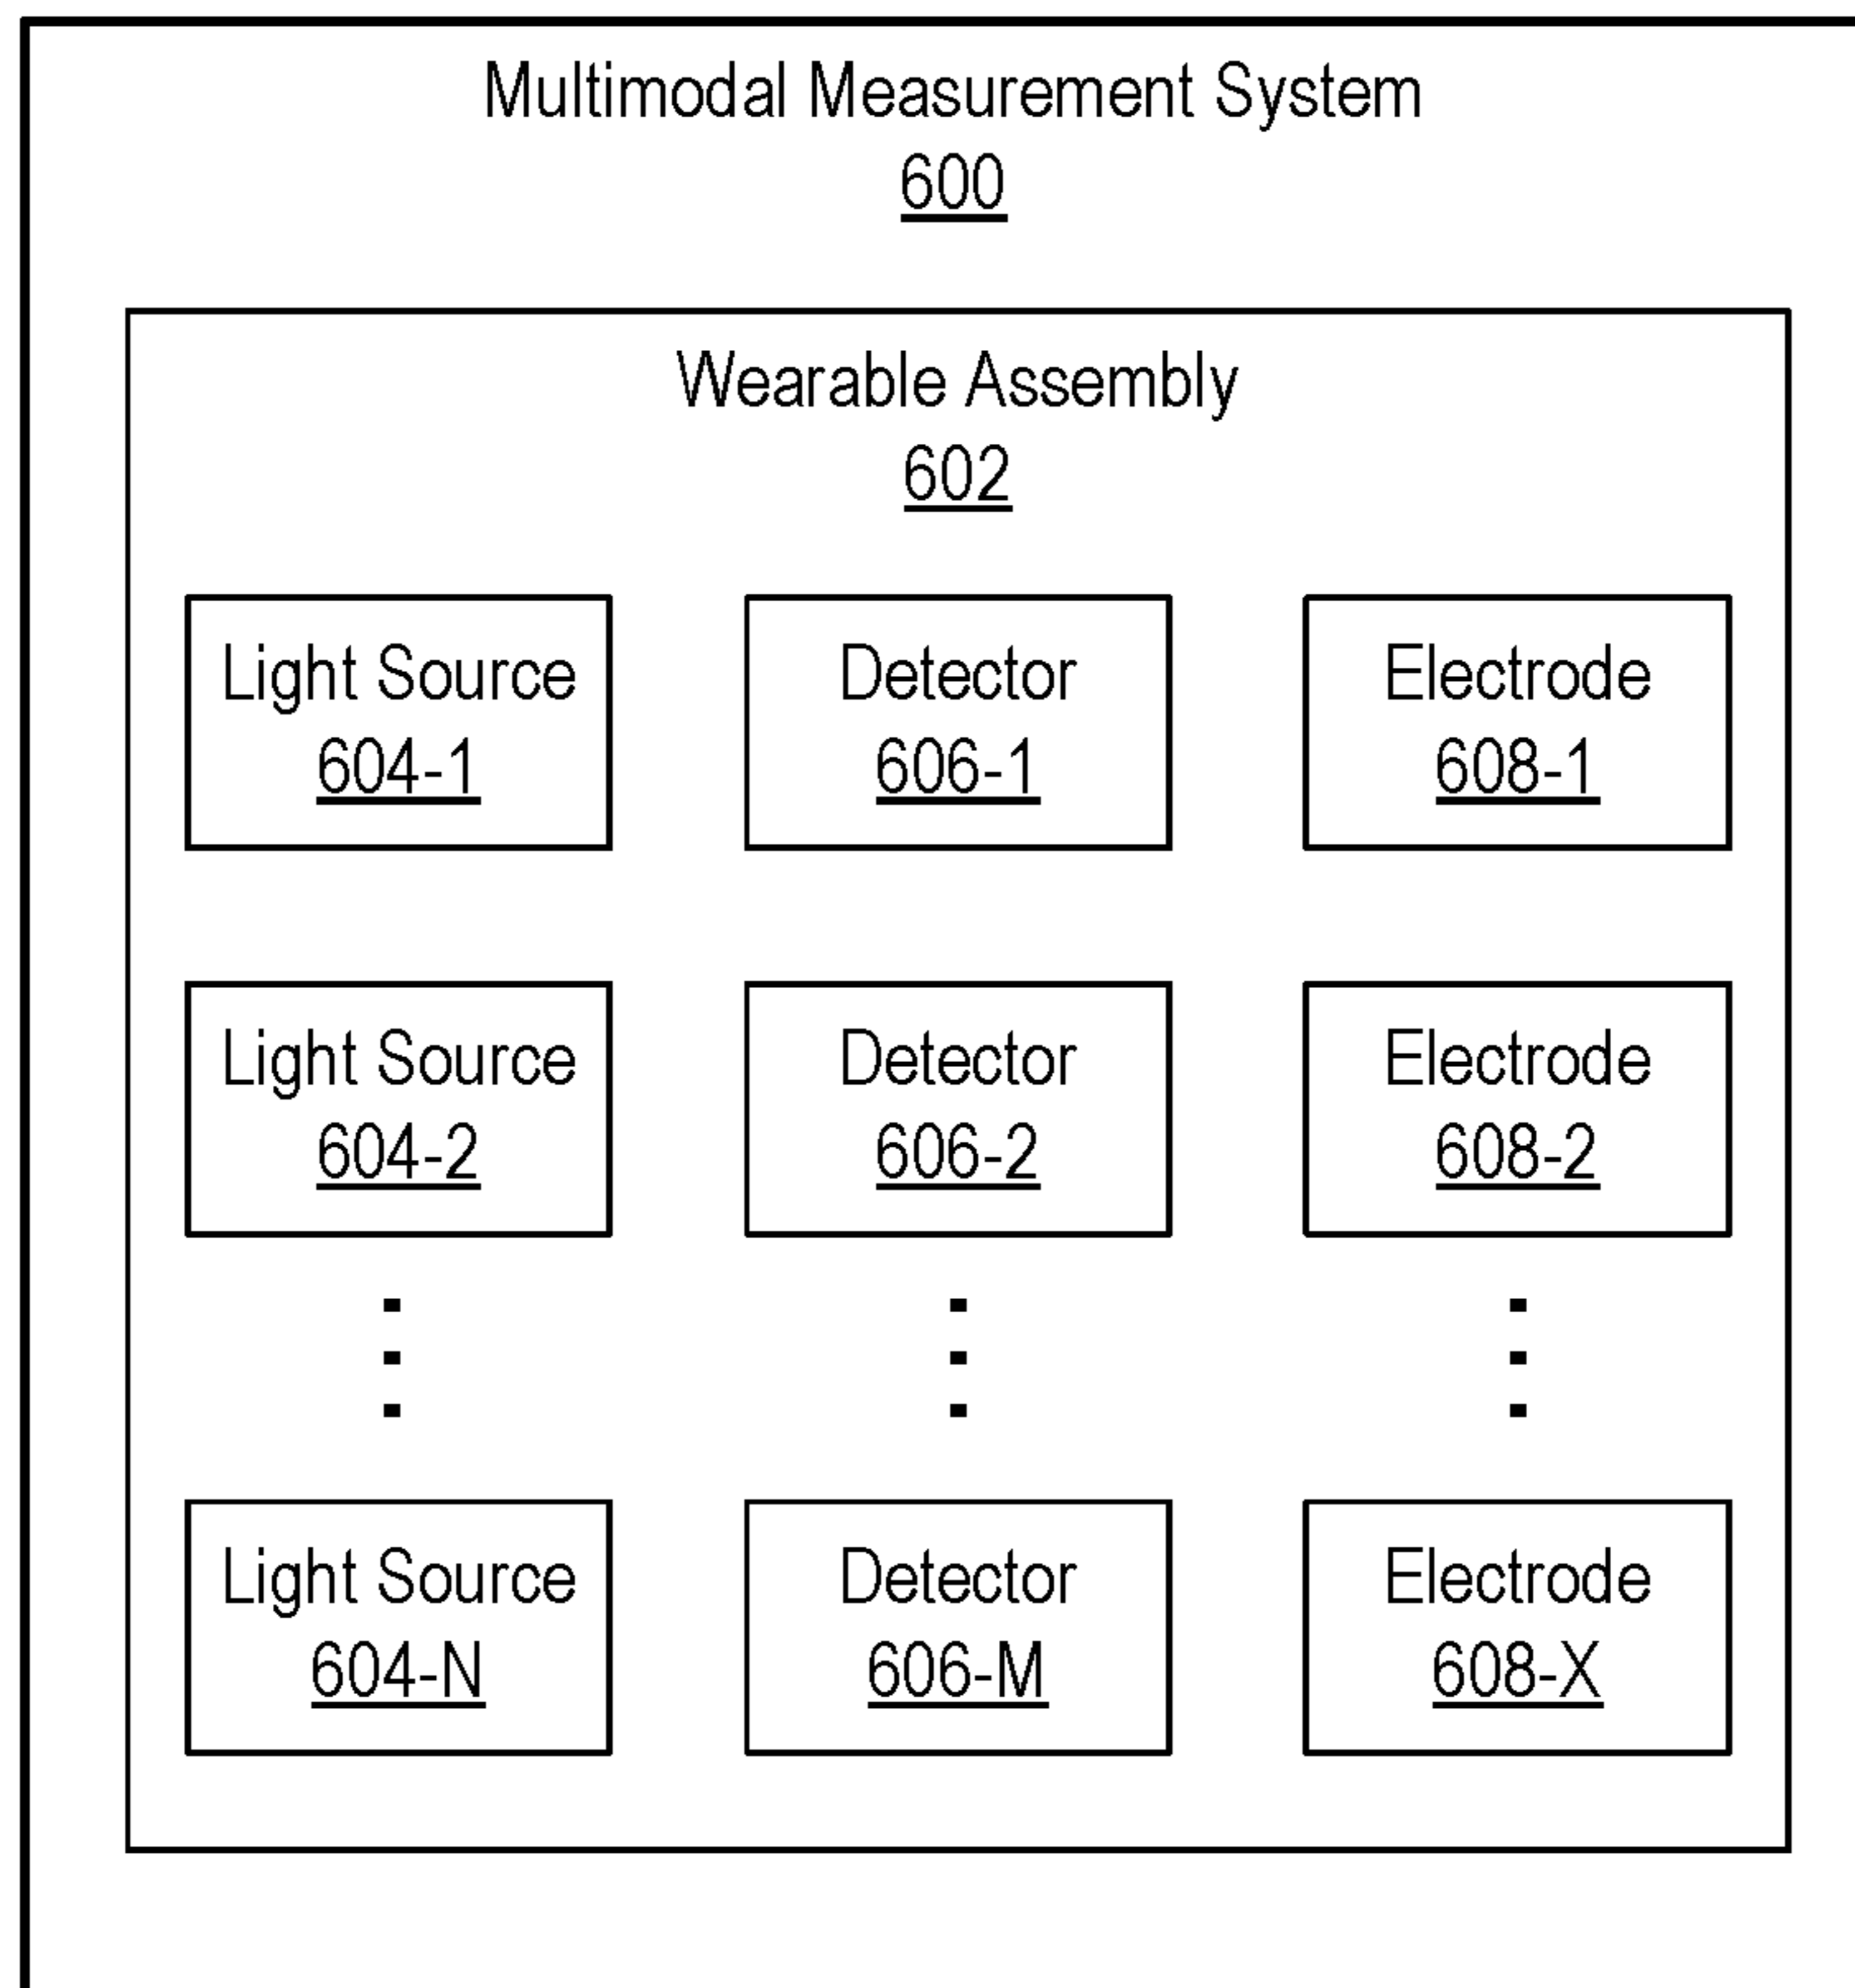 Multimodal Measurement System
600
Wearable Assembly
602
Light Source
604-1
Detector
606-1
Electrode
608-1
Light Source
604-2
Detector
606-2
Electrode
608-2
Light Source
604-N
Detector
606-M
Electrode
608-X